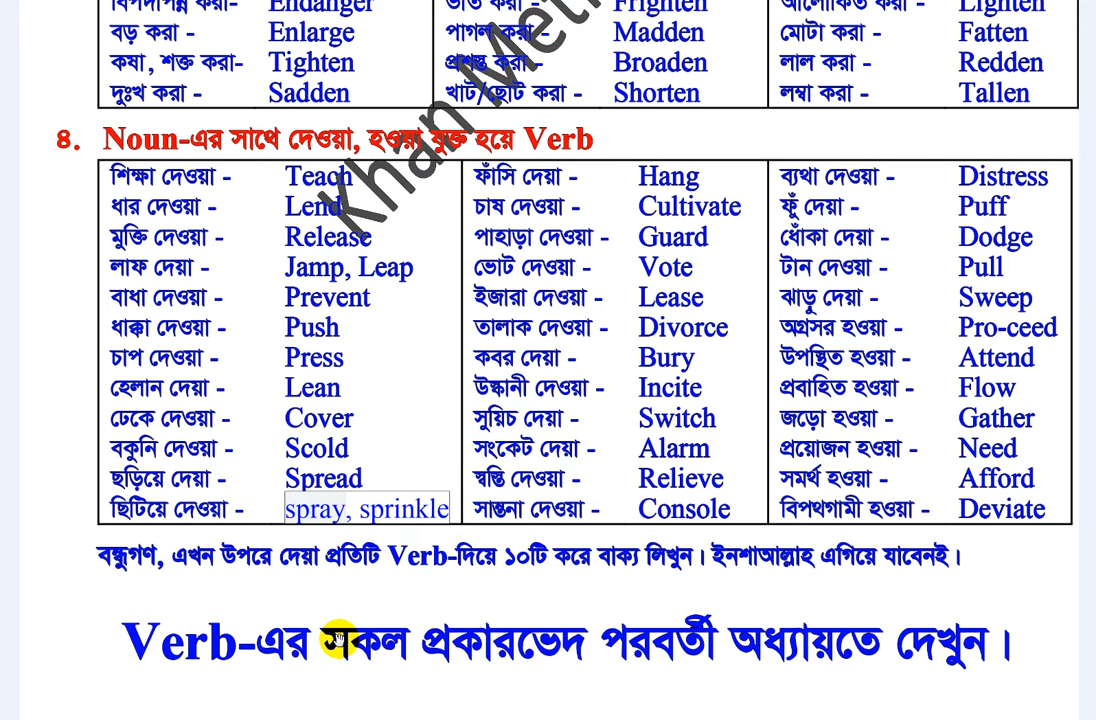 বিপদাপন্ন করা- Endanger ভীত করা - Frighten আলোকিত করা - Lighten
বড় করা - Enlarge পাগল করা - Madden মোটা করা - Fatten
কষা, শক্ত করা- Tighten প্রশস্ত করা - Broaden লাল করা - Redden
দুঃখ করা - Sadden খাট/ছোট করা - Shorten লম্বা করা - Tallen
৪. Noun-এর সাথে দেওয়া, হওয়া যুক্ত হয়ে Verb
শিক্ষা দেওয়া - Teach ফাঁসি দেয়া - Hang ব্যথা দেওয়া - Distress
ধার দেওয়া - Lend চাষ দেওয়া - Cultivate ফুঁ দেয়া - Puff
মুক্তি দেওয়া - Release পাহাড়া দেওয়া - Guard ধোঁকা দেয়া - Dodge
লাফ দেয়া - Jamp, Leap ভোট দেওয়া - Vote টান দেওয়া - Pull
বাধা দেওয়া - Prevent ইজারা দেওয়া - Lease ঝাড়ু দেয়া - Sweep
ধাক্কা দেওয়া - Push তালাক দেওয়া - Divorce অগ্রসর হওয়া - Pro-ceed
চাপ দেওয়া - Press কবর দেয়া - Bury উপস্থিত হওয়া - Attend
হেলান দেয়া - Lean উস্কানী দেওয়া - Incite প্রবাহিত হওয়া - Flow
ঢেকে দেওয়া - Cover সুয়িচ দেয়া - Switch জড়ো হওয়া - Gather
বকুনি দেওয়া - Scold সংকেট দেয়া - Alarm প্রয়োজন হওয়া - Need
ছড়িয়ে দেয়া - Spread স্বস্তি দেওয়া - Relieve সমর্থ হওয়া - Afford
ছিটিয়ে দেওয়া - spray, sprinkle সান্তনা দেওয়া - Console বিপথগামী হওয়া - Deviate
বন্ধুগণ, এখন উপরে দেয়া প্রতিটি Verb-দিয়ে ১০টি করে বাক্য লিখুন। ইনশাআল্লাহ এগিয়ে যাবেনই।
Verb-এর সকল প্রকারভেদ পরবর্তী অধ্যায়তে দেখুন।
Khan Met